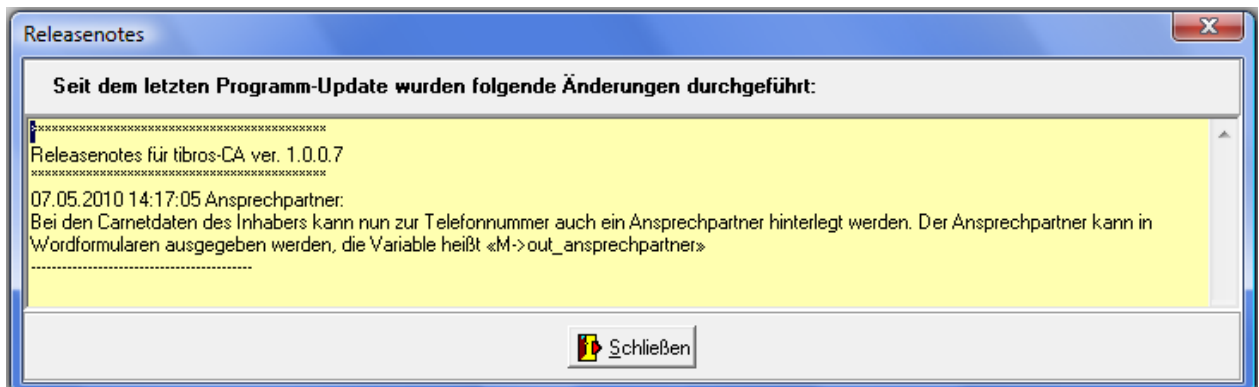 Releasenotes
Seit dem letzten Programm-Update wurden folgende Änderungen durchgeführt:
*******************************************
Releasenotes für tibros-CA ver. 1.0.0.7
*******************************************
07.05.2010 14:17:05 Ansprechpartner:
Bei den Carnetdaten des Inhabers kann nun zur Telefonnummer auch ein Ansprechpartner hinterlegt werden. Der Ansprechpartner kann in
Wordformularen ausgegeben werden, die Variable heißt «M->out_ansprechpartner»
-------------------------------------------
Schließen